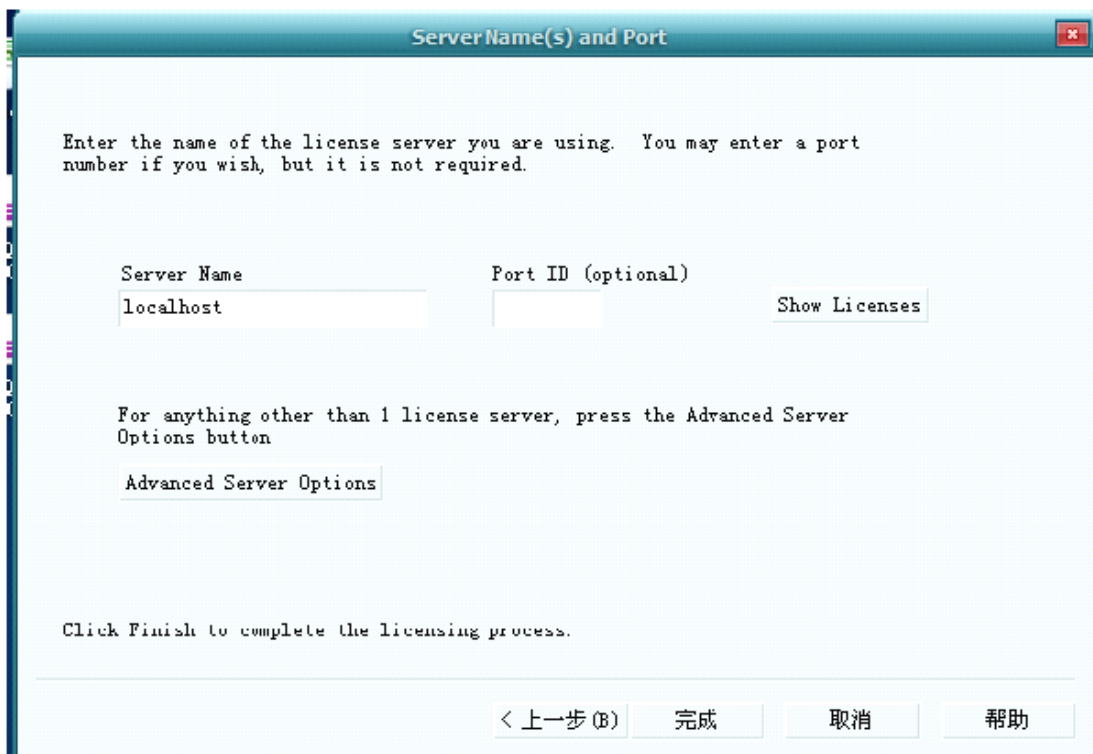 Server Name(s) and Port
Enter the name of the license server you are using. You may enter a port
number if you wish, but it is not required.
Server Name
Port ID (optional)
localhost
Show Licenses
For anything other than 1 license server, press the Advanced Server
Options button
Advanced Server Options
Click Finish to complete the licensing process.
< 上一步(B)
完成
取消
帮助